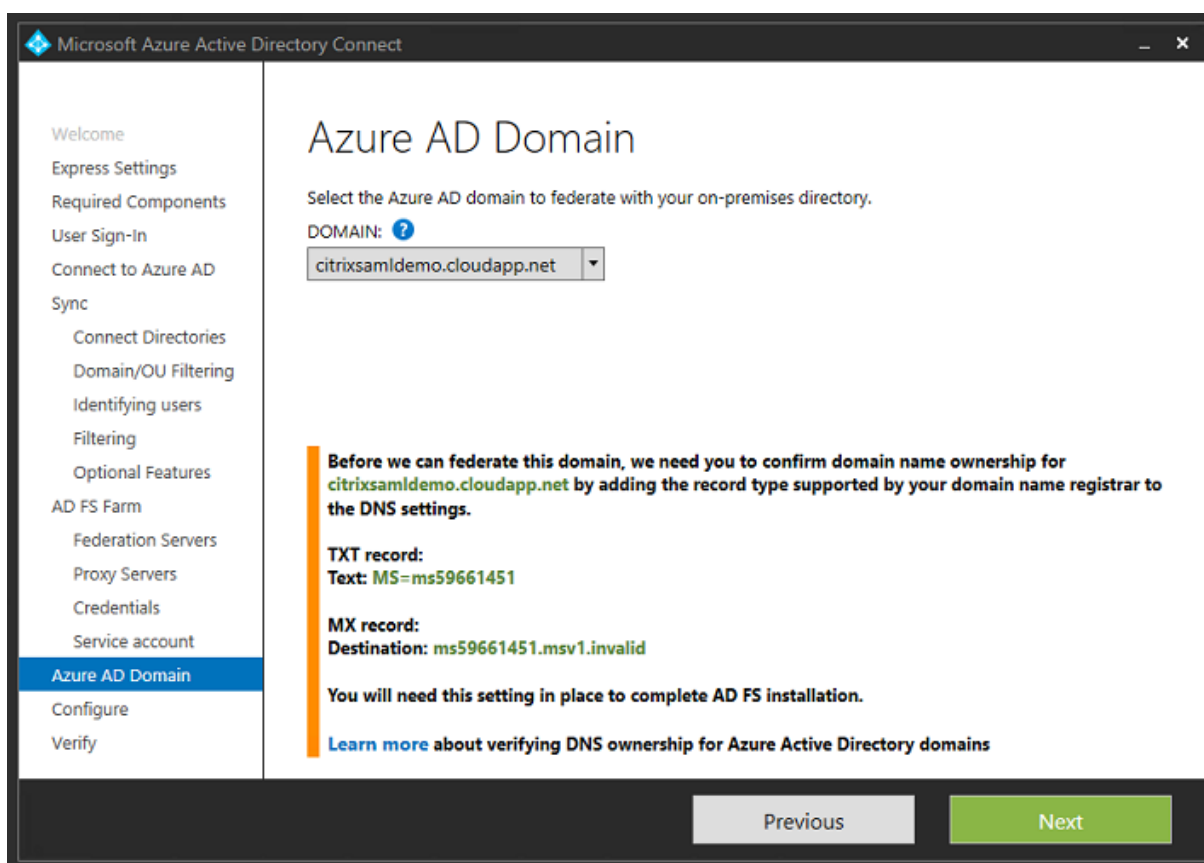 Microsoft Azure Active Directory Connect
Welcome
Express Settings
Required Components
User Sign-In
Connect to Azure AD
Sync
Connect Directories
Domain/OU Filtering
Identifying users
Filtering
Optional Features
AD FS Farm
Federation Servers
Proxy Servers
Credentials
Service account
Azure AD Domain
Configure
Verify
Azure AD Domain
Select the Azure AD domain to federate with your on-premises directory.
DOMAIN: ?
citrixsamldemo.cloudapp.net
Before we can federate this domain, we need you to confirm domain name ownership for
citrixsamldemo.cloudapp.net by adding the record type supported by your domain name registrar to
the DNS settings.
TXT record:
Text: MS=ms59661451
MX record:
Destination: ms59661451.msv1.invalid
You will need this setting in place to complete AD FS installation.
Learn more about verifying DNS ownership for Azure Active Directory domains
Previous
Next